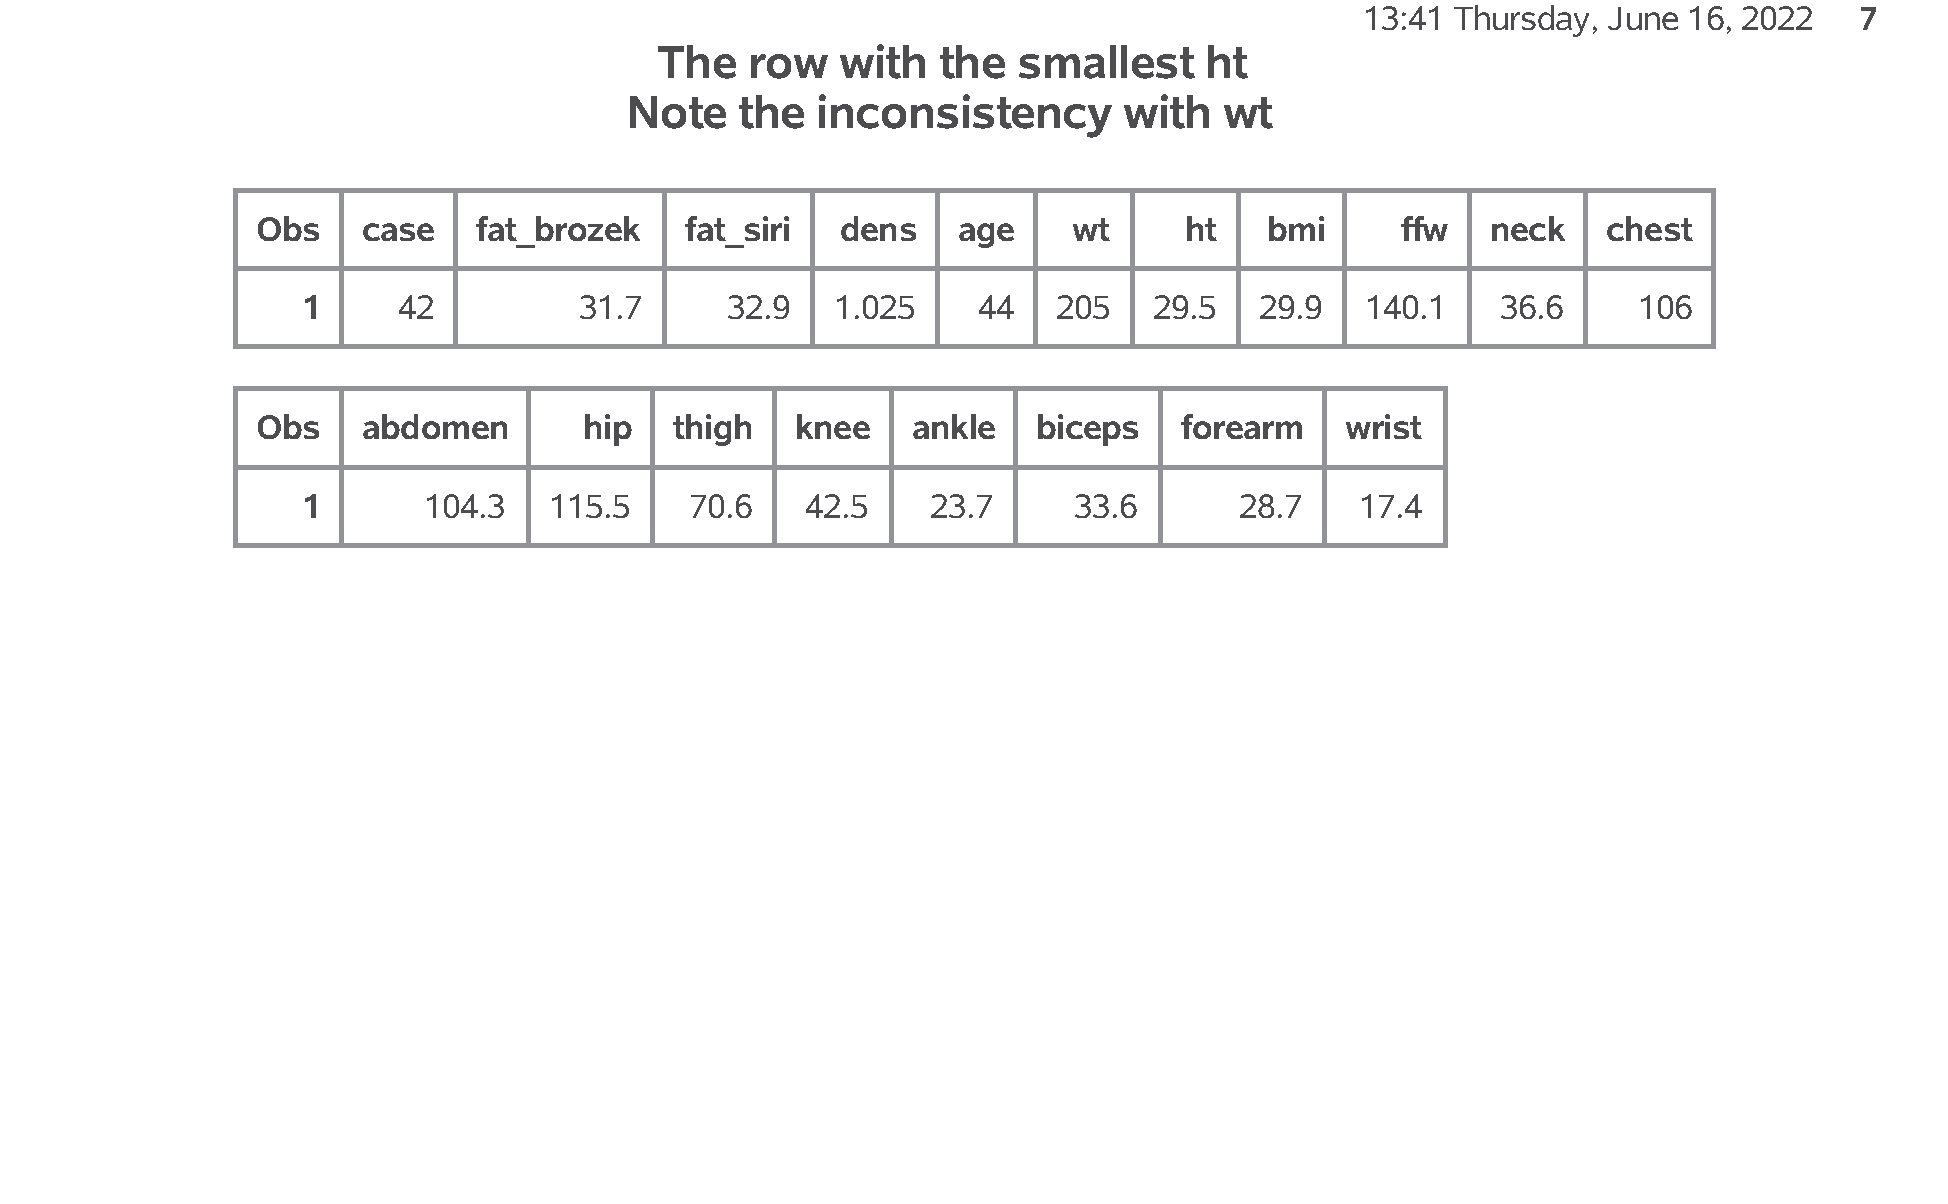 13:41 Thursday, June 16, 2022 7
The row with the smallest ht
Note the inconsistency with wt
Obs case fat_brozek fat_siri dens age wt ht bmi ffw neck chest
1 42 31.7 32.9 1.025 44 205 29.5 29.9 140.1 36.6 106
Obs abdomen hip thigh knee ankle biceps forearm wrist
1 104.3 115.5 70.6 42.5 23.7 33.6 28.7 17.4